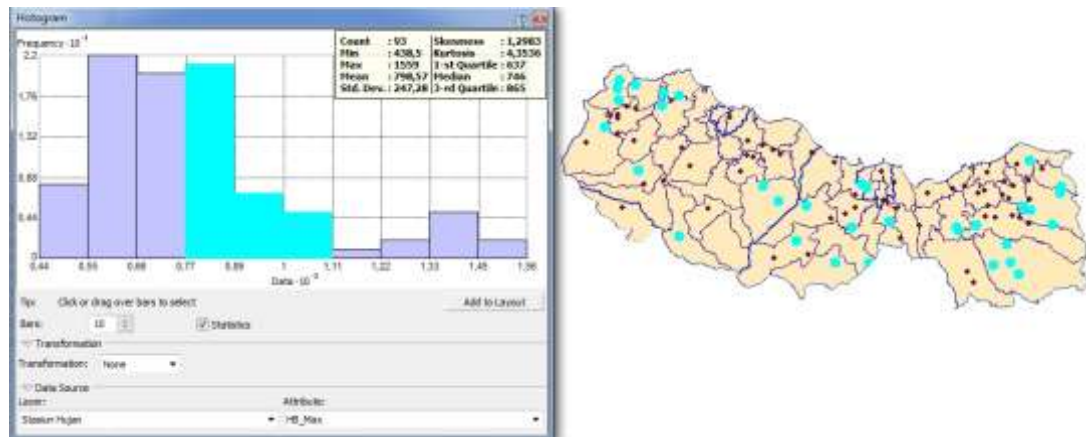 Histogram
Frequency · 10⁻¹
Count : 93 Skewness : 1,2983
Min : 438,5 Kurtosis : 4,3536
Max : 1559 1-st Quartile : 637
Mean : 798,57 Median : 746
Std. Dev. : 247,28 3-rd Quartile : 865
2,2
1,76
1,32
0,88
0,44
0
0,44 0,55 0,66 0,77 0,89 1 1,11 1,22 1,33 1,45 1,56
Data · 10⁻³
Tip: Click or drag over bars to select
Add to Layout
Bars: 10 Statistics
Transformation
Transformation: None
Data Source
Layer: Attribute:
Stasiun Hujan HB_Max